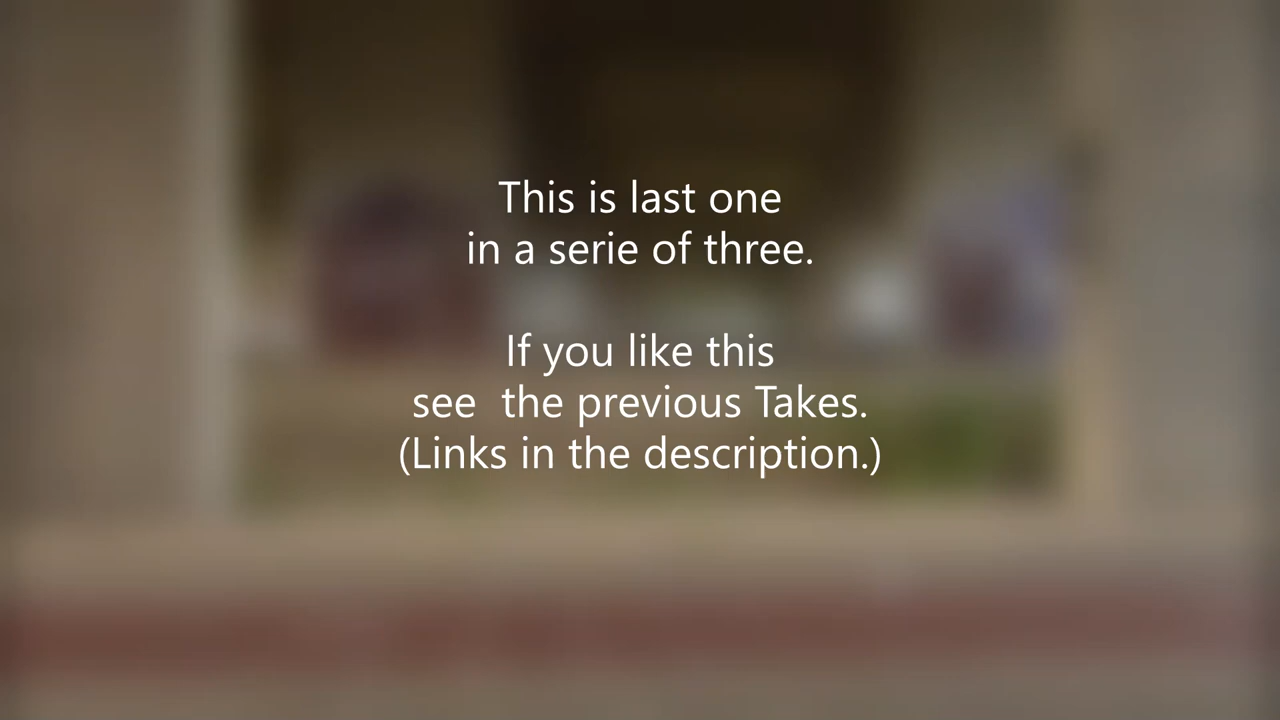 This is last one
in a serie of three.
If you like this
see  the previous Takes.
(Links in the description.)